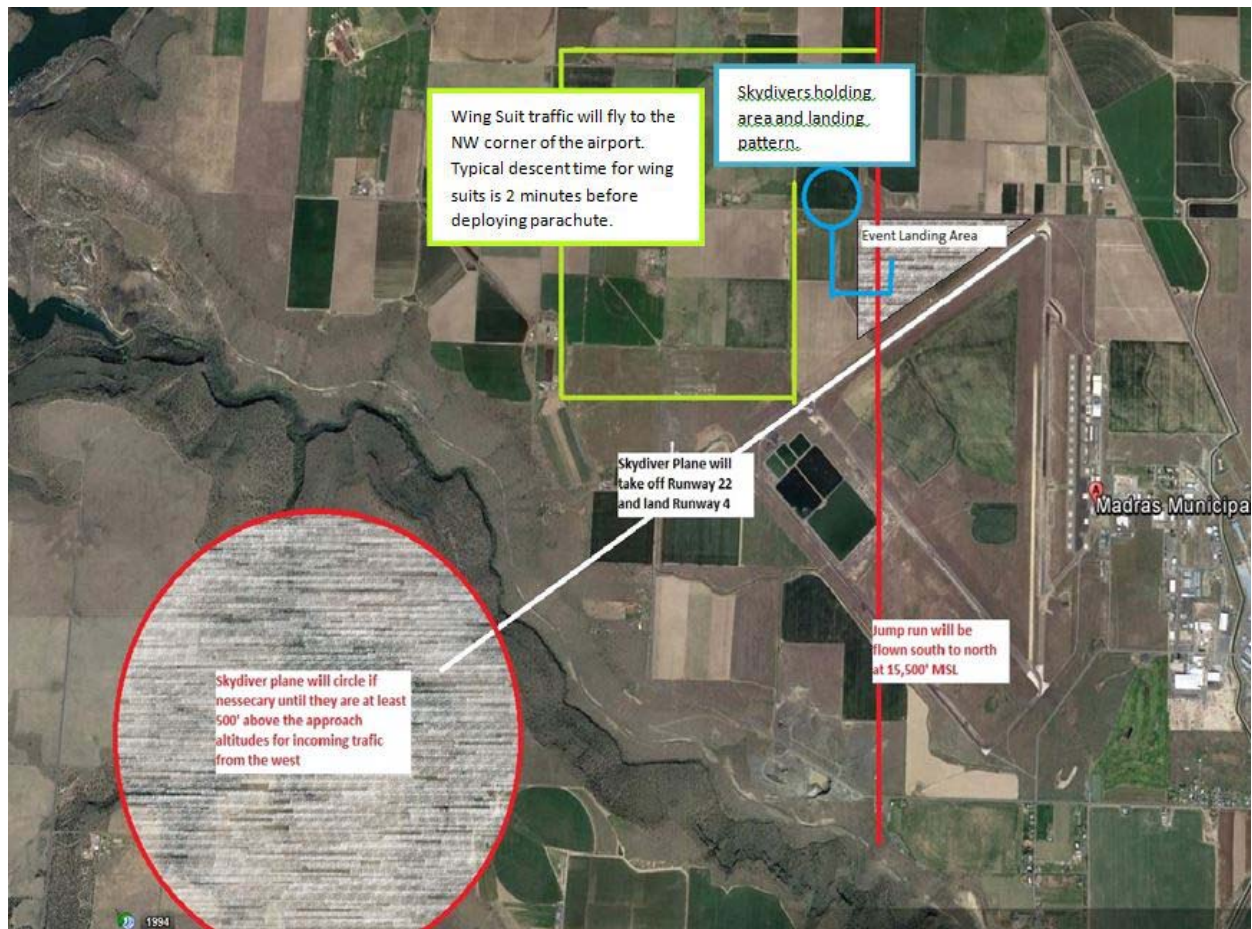 Wing Suit traffic will fly to the
NW corner of the airport.
Typical descent time for wing
suits is 2 minutes before
deploying parachute.
Skydivers holding
area and landing
pattern.
Event Landing Area
Skydiver Plane will
take off Runway 22
and land Runway 4
A
Madras Municipa
Jump run will be
flown south to north
at 15,500' MSL
Skydiver plane will circle if
nessecary until they are at least
500' above the approach
altitudes for incoming trafic
from the west
1994